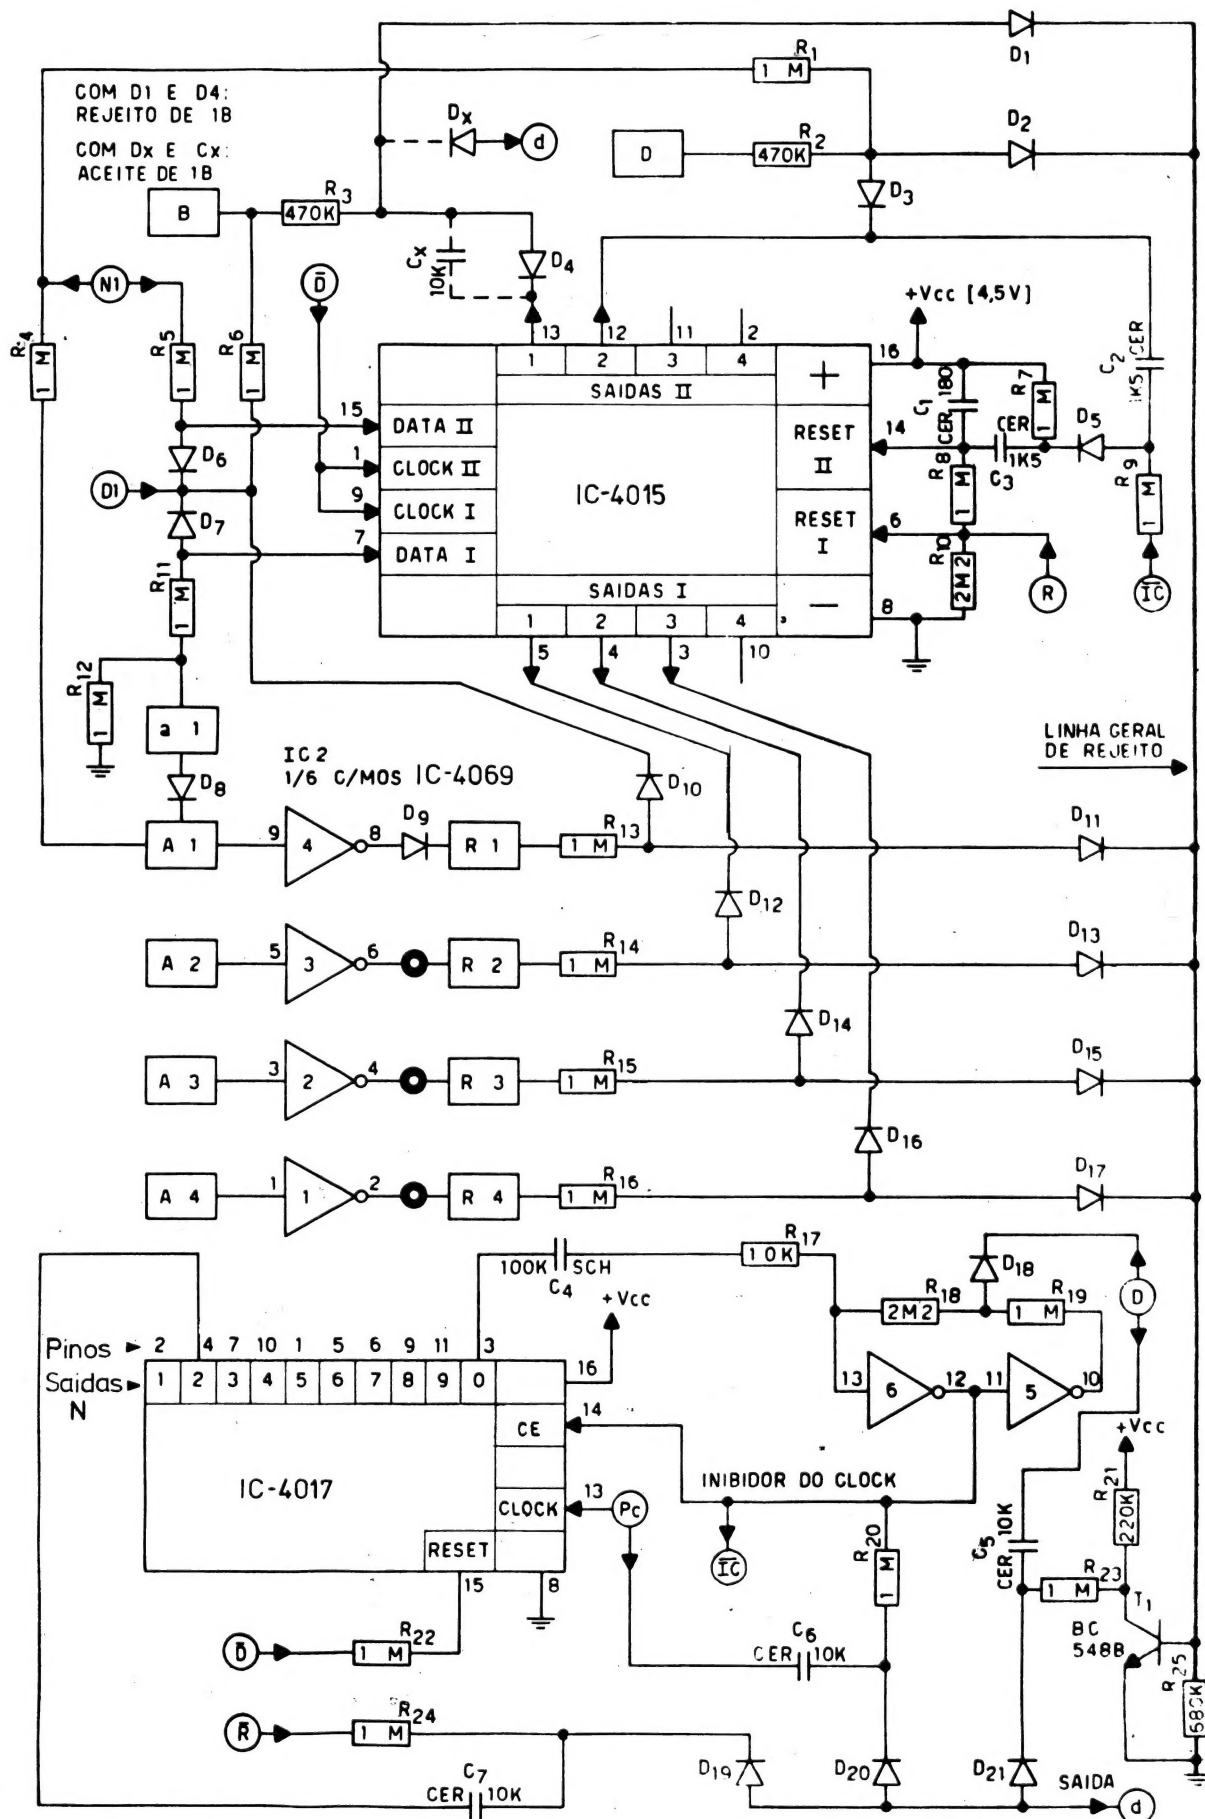 D1
R1
1 M
COM D1 E D4:
REJEITO DE 1B
COM Dx E Cx:
ACEITE DE 1B
Dx
d
D
R2
470K
D2
D3
B
R3
470K
Cx
10K
D4
N1
D̄
R4
1 M
R5
1 M
R6
1 M
+Vcc [4,5V]
13
12
11
2
1
2
3
4
SAIDAS II
+
16
C1
CER 180
R7
1 M
C2
1K5 CER
15
DATA II
RESET
II
14
CER
1K5
C3
D5
D6
1
CLOCK II
R8
1 M
R9
1 M
D1
IC-4015
9
CLOCK I
D7
7
DATA I
RESET
I
6
R10
2M2
R
I̅C̅
R11
1 M
SAIDAS I
—
8
1
2
3
4
5
4
3
10
R12
1 M
a 1
D8
IC2
1/6 C/MOS IC-4069
LINHA GERAL
DE REJEITO
D10
A 1
9
4
8
D9
R 1
R13
1 M
D11
D12
A 2
5
3
6
R 2
R14
1 M
D13
D14
A 3
3
2
4
R 3
R15
1 M
D15
D16
A 4
1
1
2
R 4
R16
1 M
D17
100K
SCH
C4
R17
10K
D18
+Vcc
R18
2M2
R19
1 M
D
Pinos
2
4
7
10
1
5
6
9
11
3
16
Saidas
N
1
2
3
4
5
6
7
8
9
0
13
6
12
11
5
10
14
CE
+Vcc
IC-4017
INIBIDOR DO CLOCK
R21
220K
13
CLOCK
Pc
R20
1 M
C5
CER 10K
I̅C̅
RESET
15
8
R23
1 M
T1
BC
548B
D̄
R22
1 M
C6
CER 10K
R25
680K
R̄
R24
1 M
C7
CER 10K
D19
D20
D21
SAIDA
d